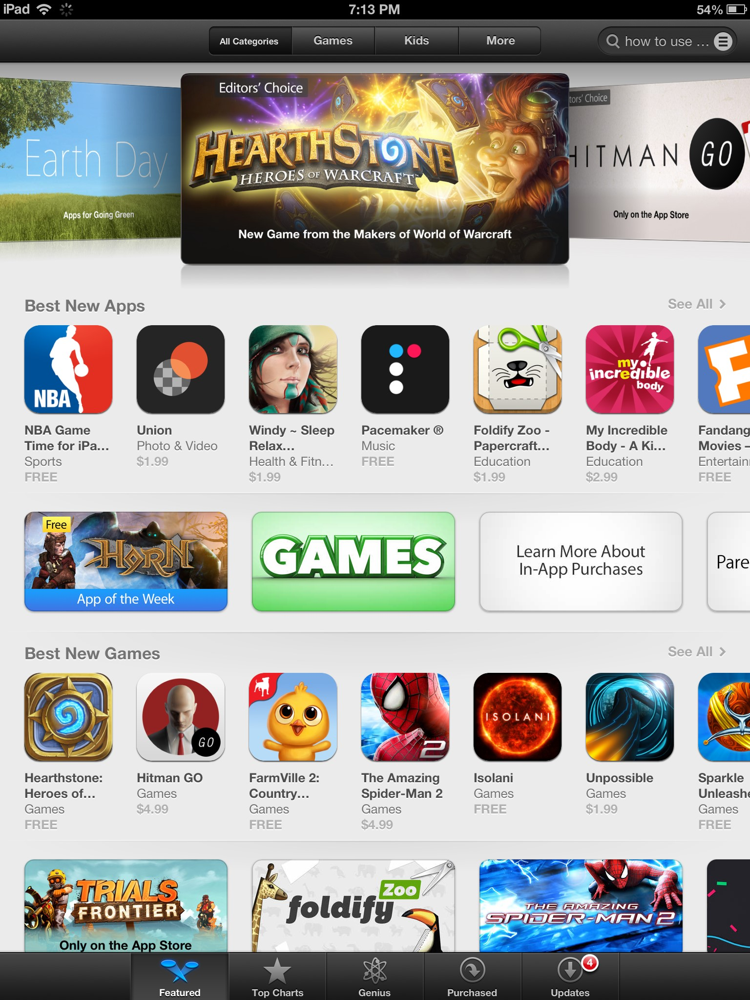 iPad
7:13 PM
54%
All Categories
Games
Kids
More
how to use ...
Earth Day
Apps for Going Green
Editors' Choice
HEARTHSTONE
HEROES OF WARCRAFT™
New Game from the Makers of World of Warcraft
tors' Choice
HITMAN GO
Only on the App Store
Best New Apps
See All
NBA
my
incredible
body
NBA Game
Time for iPa...
Sports
FREE
Union
Photo & Video
$1.99
Windy ~ Sleep
Relax...
Health & Fitn...
$1.99
Pacemaker ®
Music
FREE
Foldify Zoo -
Papercraft...
Education
$1.99
My Incredible
Body - A Ki...
Education
$2.99
Fandang
Movies –
Entertain
FREE
Free
HORN
App of the Week
GAMES
Learn More About
In-App Purchases
Pare
Best New Games
See All
GO
2
ISOLANI
Hearthstone:
Heroes of...
Games
FREE
Hitman GO
Games
$4.99
FarmVille 2:
Country...
Games
FREE
The Amazing
Spider-Man 2
Games
$4.99
Isolani
Games
FREE
Unpossible
Games
$1.99
Sparkle
Unleashe
Games
FREE
TRIALS
FRONTIER
Only on the App Store
foldify Zoo
THE AMAZING
SPIDER-MAN 2
Featured
Top Charts
Genius
Purchased
4
Updates